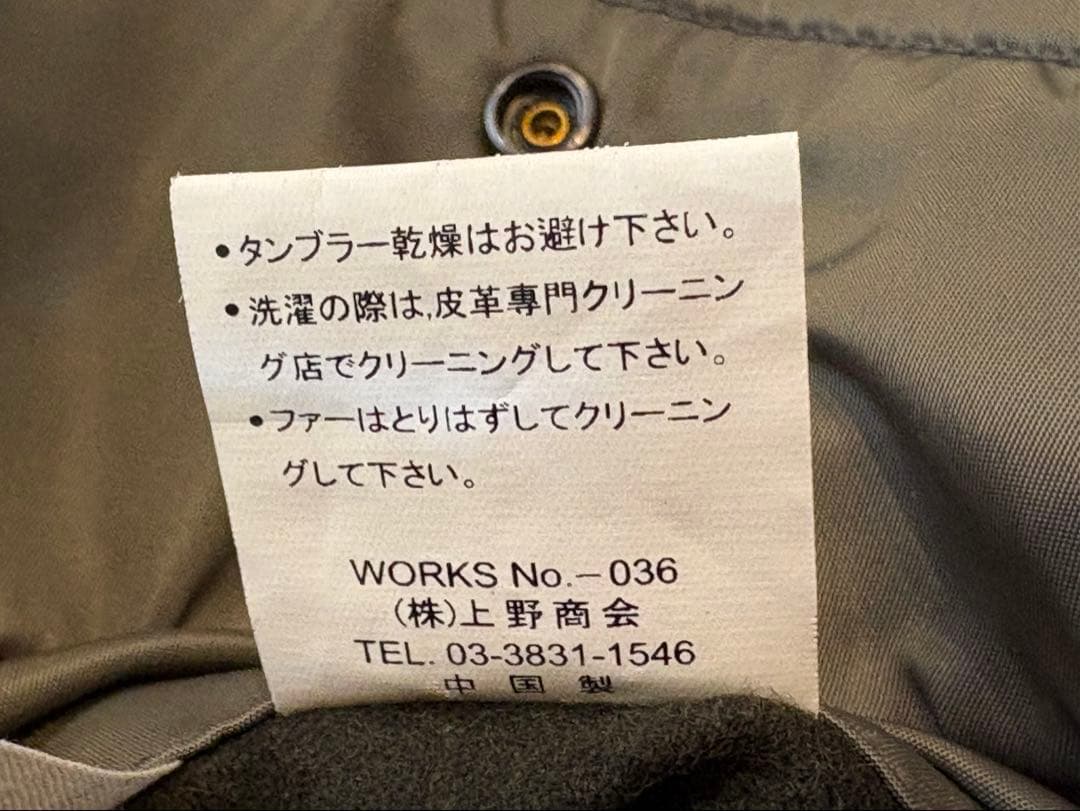 •タンブラー乾燥はお避け下さい。
•洗濯の際は,皮革專門クリーニン
グ店でクリーニングして下さい。
•ファーはとりはずしてクリーニン
グして下さい。
WORKS No.−036
(株)上野商会
TEL. 03-3831-1546
中国製